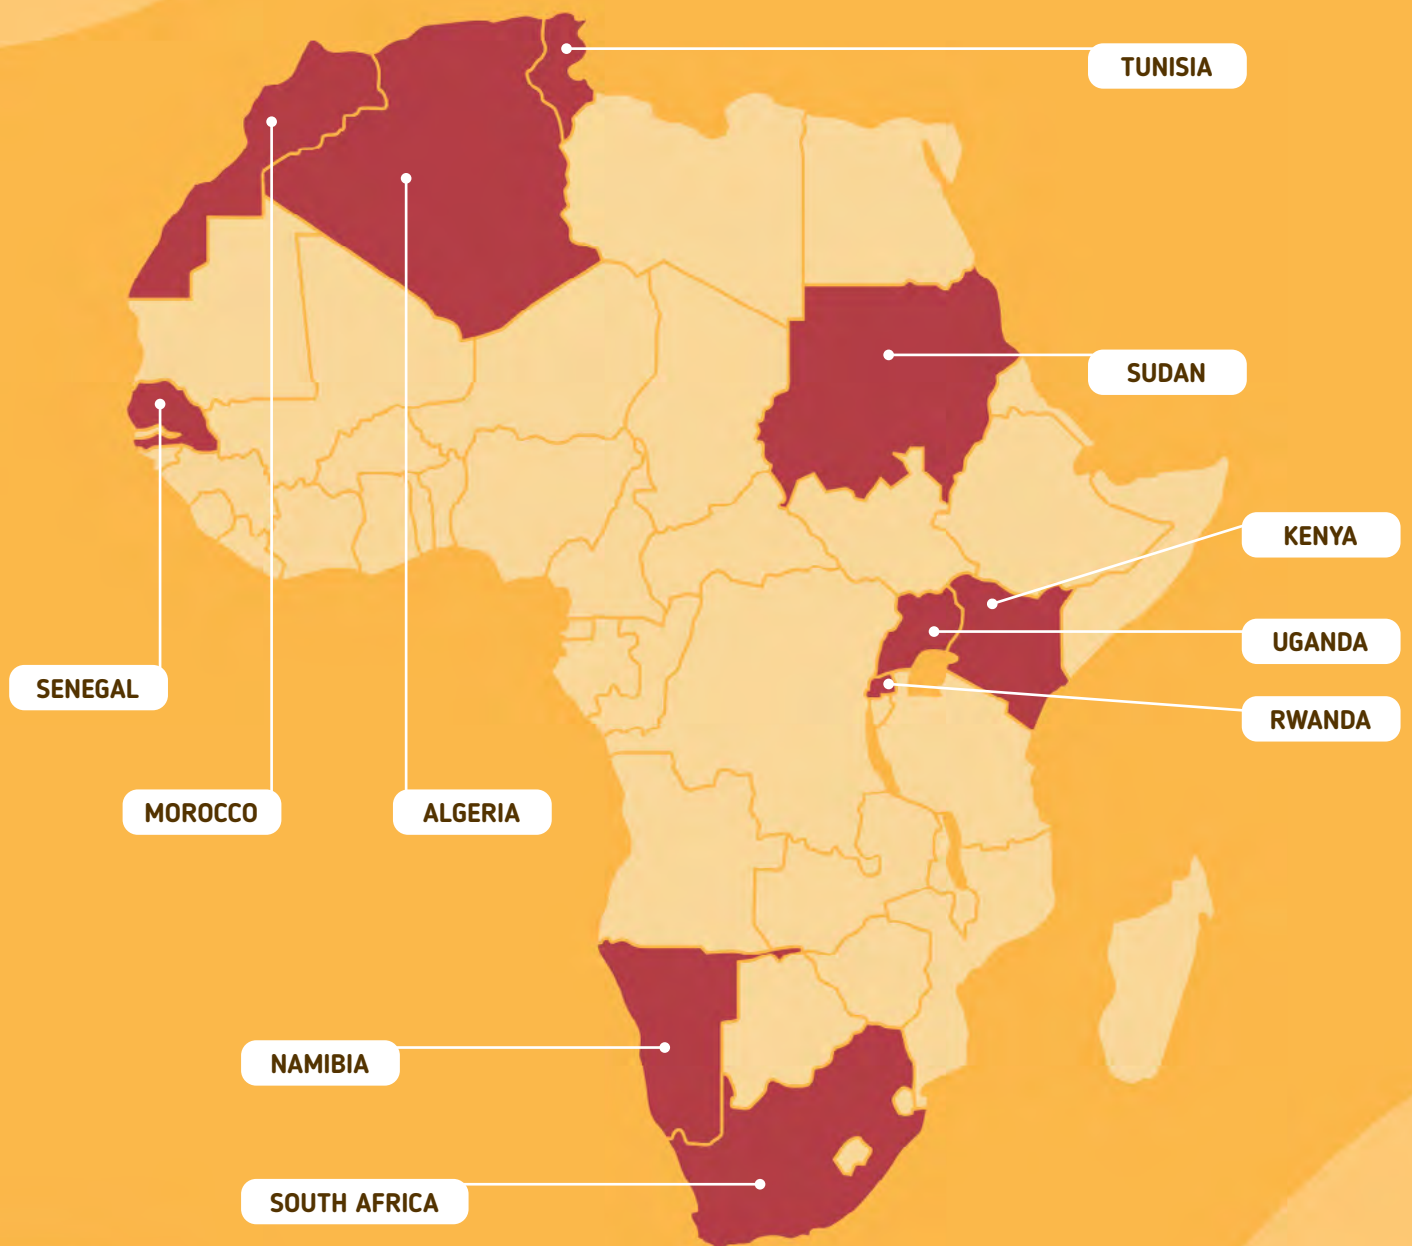 TUNISIA
SUDAN
KENYA
UGANDA
SENEGAL
RWANDA
MOROCCO
ALGERIA
NAMIBIA
SOUTH AFRICA